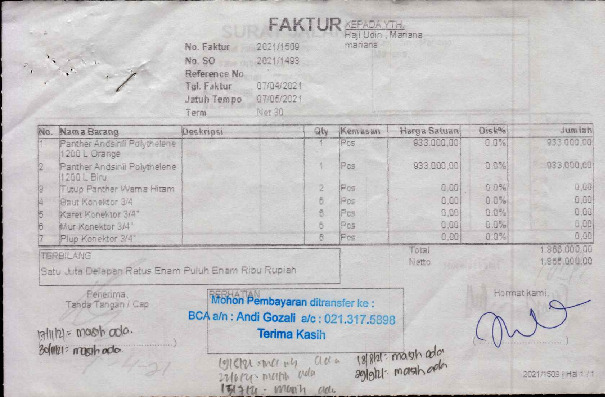 FAKTUR
KEPADA YTH,
Haji Udin , Mariana
mariana
No. Faktur 2021/1509
No. SO 2021/1493
Reference No.
Tgl. Faktur 07/04/2021
Jatuh Tempo 07/05/2021
Term Net 30
No. Nama Barang Deskripsi Qty Kemasan Harga Satuan Disk% Jumlah
1 Panther Andsinii Polythelene 1 Pcs 933.000,00 0.0% 933.000,00
1200 L Orange
2 Panther Andsinii Polythelene 1 Pcs 933.000,00 0.0% 933.000,00
1200 L Biru
3 Tutup Panther Warna Hitam 2 Pcs 0,00 0.0% 0,00
4 Baut Konektor 3/4 6 Pcs 0,00 0.0% 0,00
5 Karet Konektor 3/4" 6 Pcs 0,00 0.0% 0,00
6 Mur Konektor 3/4" 6 Pcs 0,00 0.0% 0,00
7 Plup Konektor 3/4" 6 Pcs 0,00 0.0% 0,00
Total 1.866.000,00
Netto 1.866.000,00
TERBILANG
Satu Juta Delapan Ratus Enam Puluh Enam Ribu Rupiah
Penerima,
Tanda Tangan / Cap
PERHATIAN
Mohon Pembayaran ditransfer ke :
BCA a/n : Andi Gozali a/c : 021.317.5898
Terima Kasih
Hormat kami,
masih ada.
masih ada
masih ada
masih ada
masih ada.
masih ada
2021/1509 | Hal 1 / 1